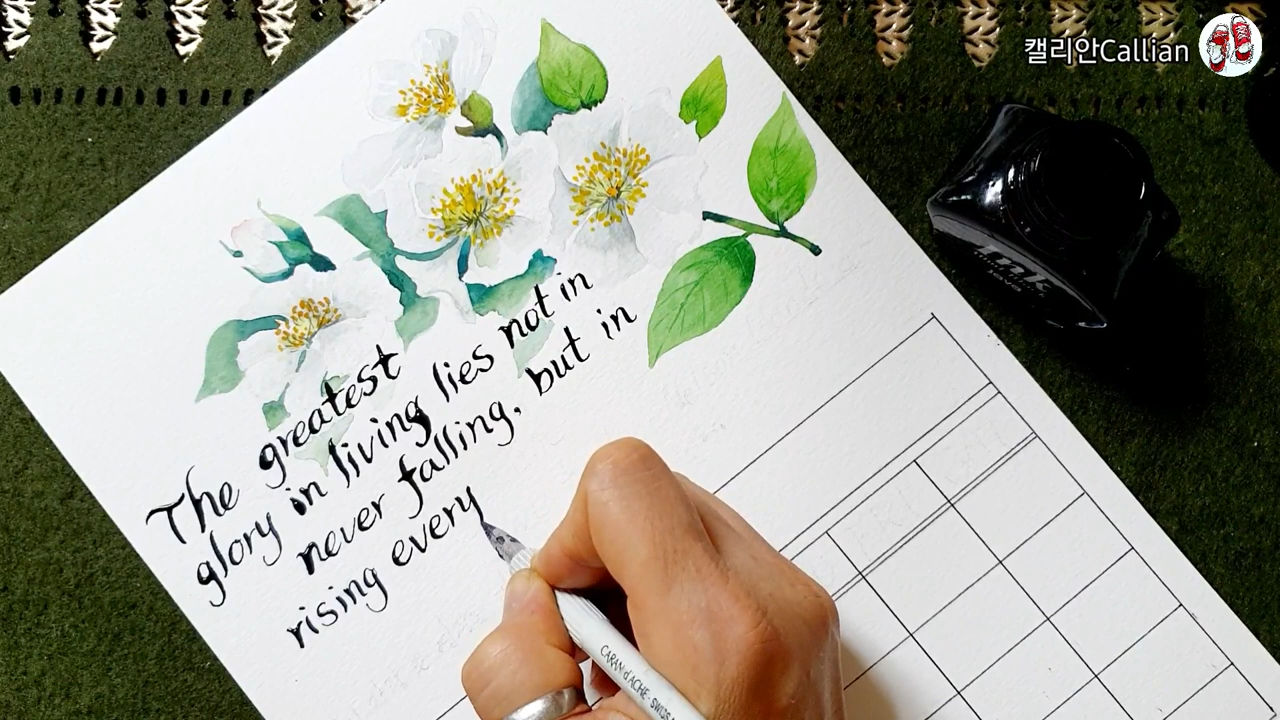 캘리안Callian
The greatest
glory in living lies not in
never falling, but in
rising every
Ink
CARAN d'ACHE - SWISS